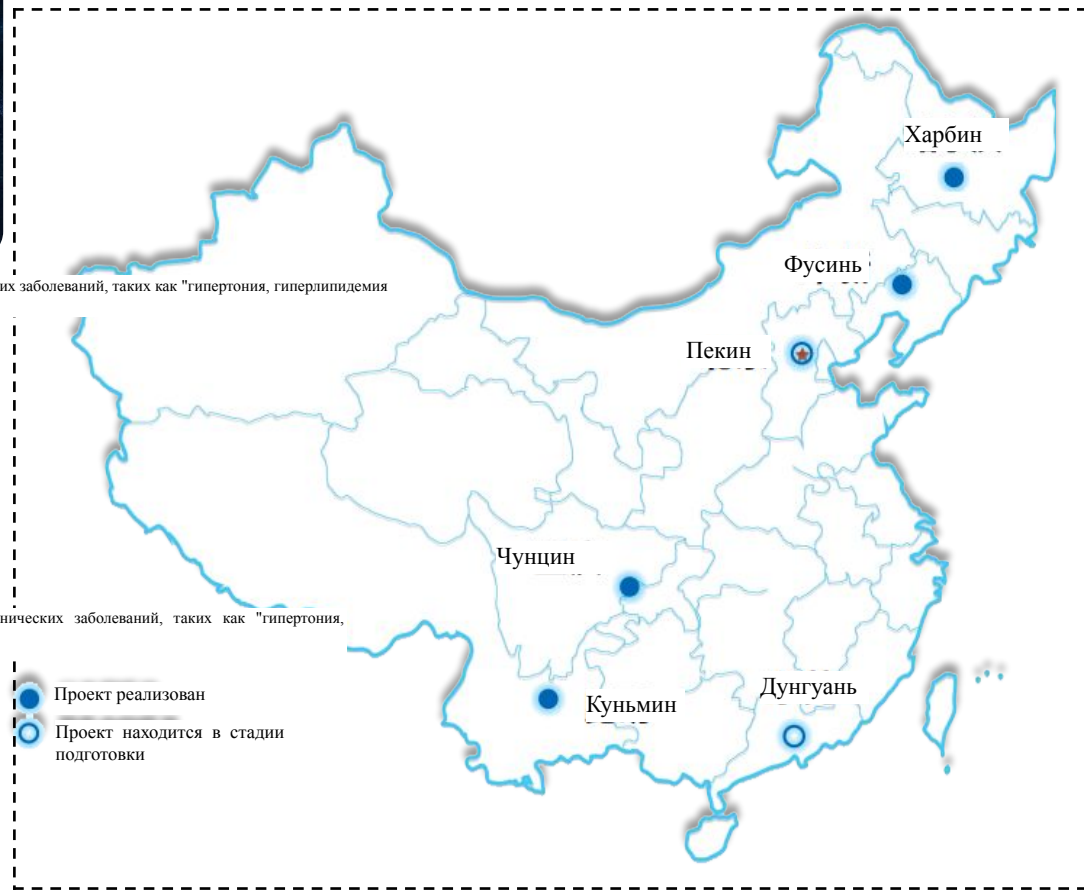 Харбин
Фусинь
их заболеваний, таких как "гипертония, гиперлипидемия
Пекин
Чунцин
нических заболеваний, таких как "гипертония,
Проект реализован
Куньмин
Дунгуань
Проект находится в стадии
подготовки